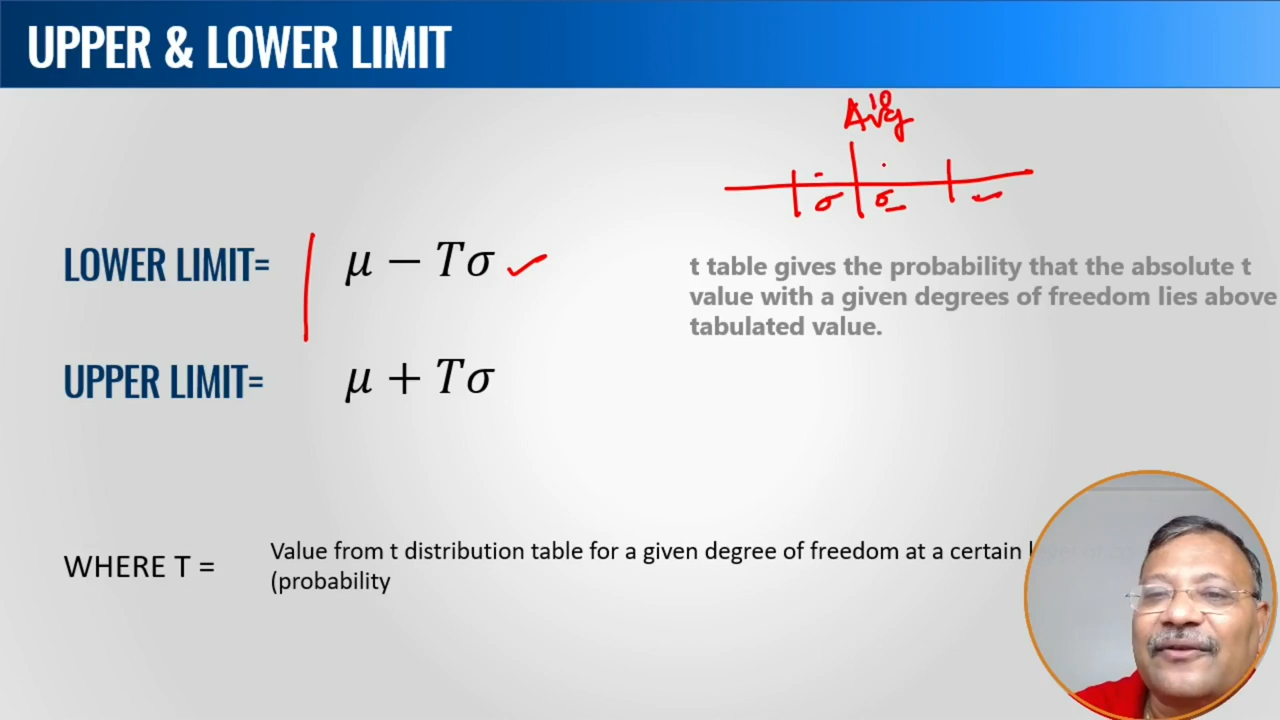 UPPER & LOWER LIMIT
Avg
σ σ
LOWER LIMIT= μ − Tσ
t table gives the probability that the absolute t
value with a given degrees of freedom lies above
tabulated value.
UPPER LIMIT= μ + Tσ
WHERE T = Value from t distribution table for a given degree of freedom at a certain
(probability